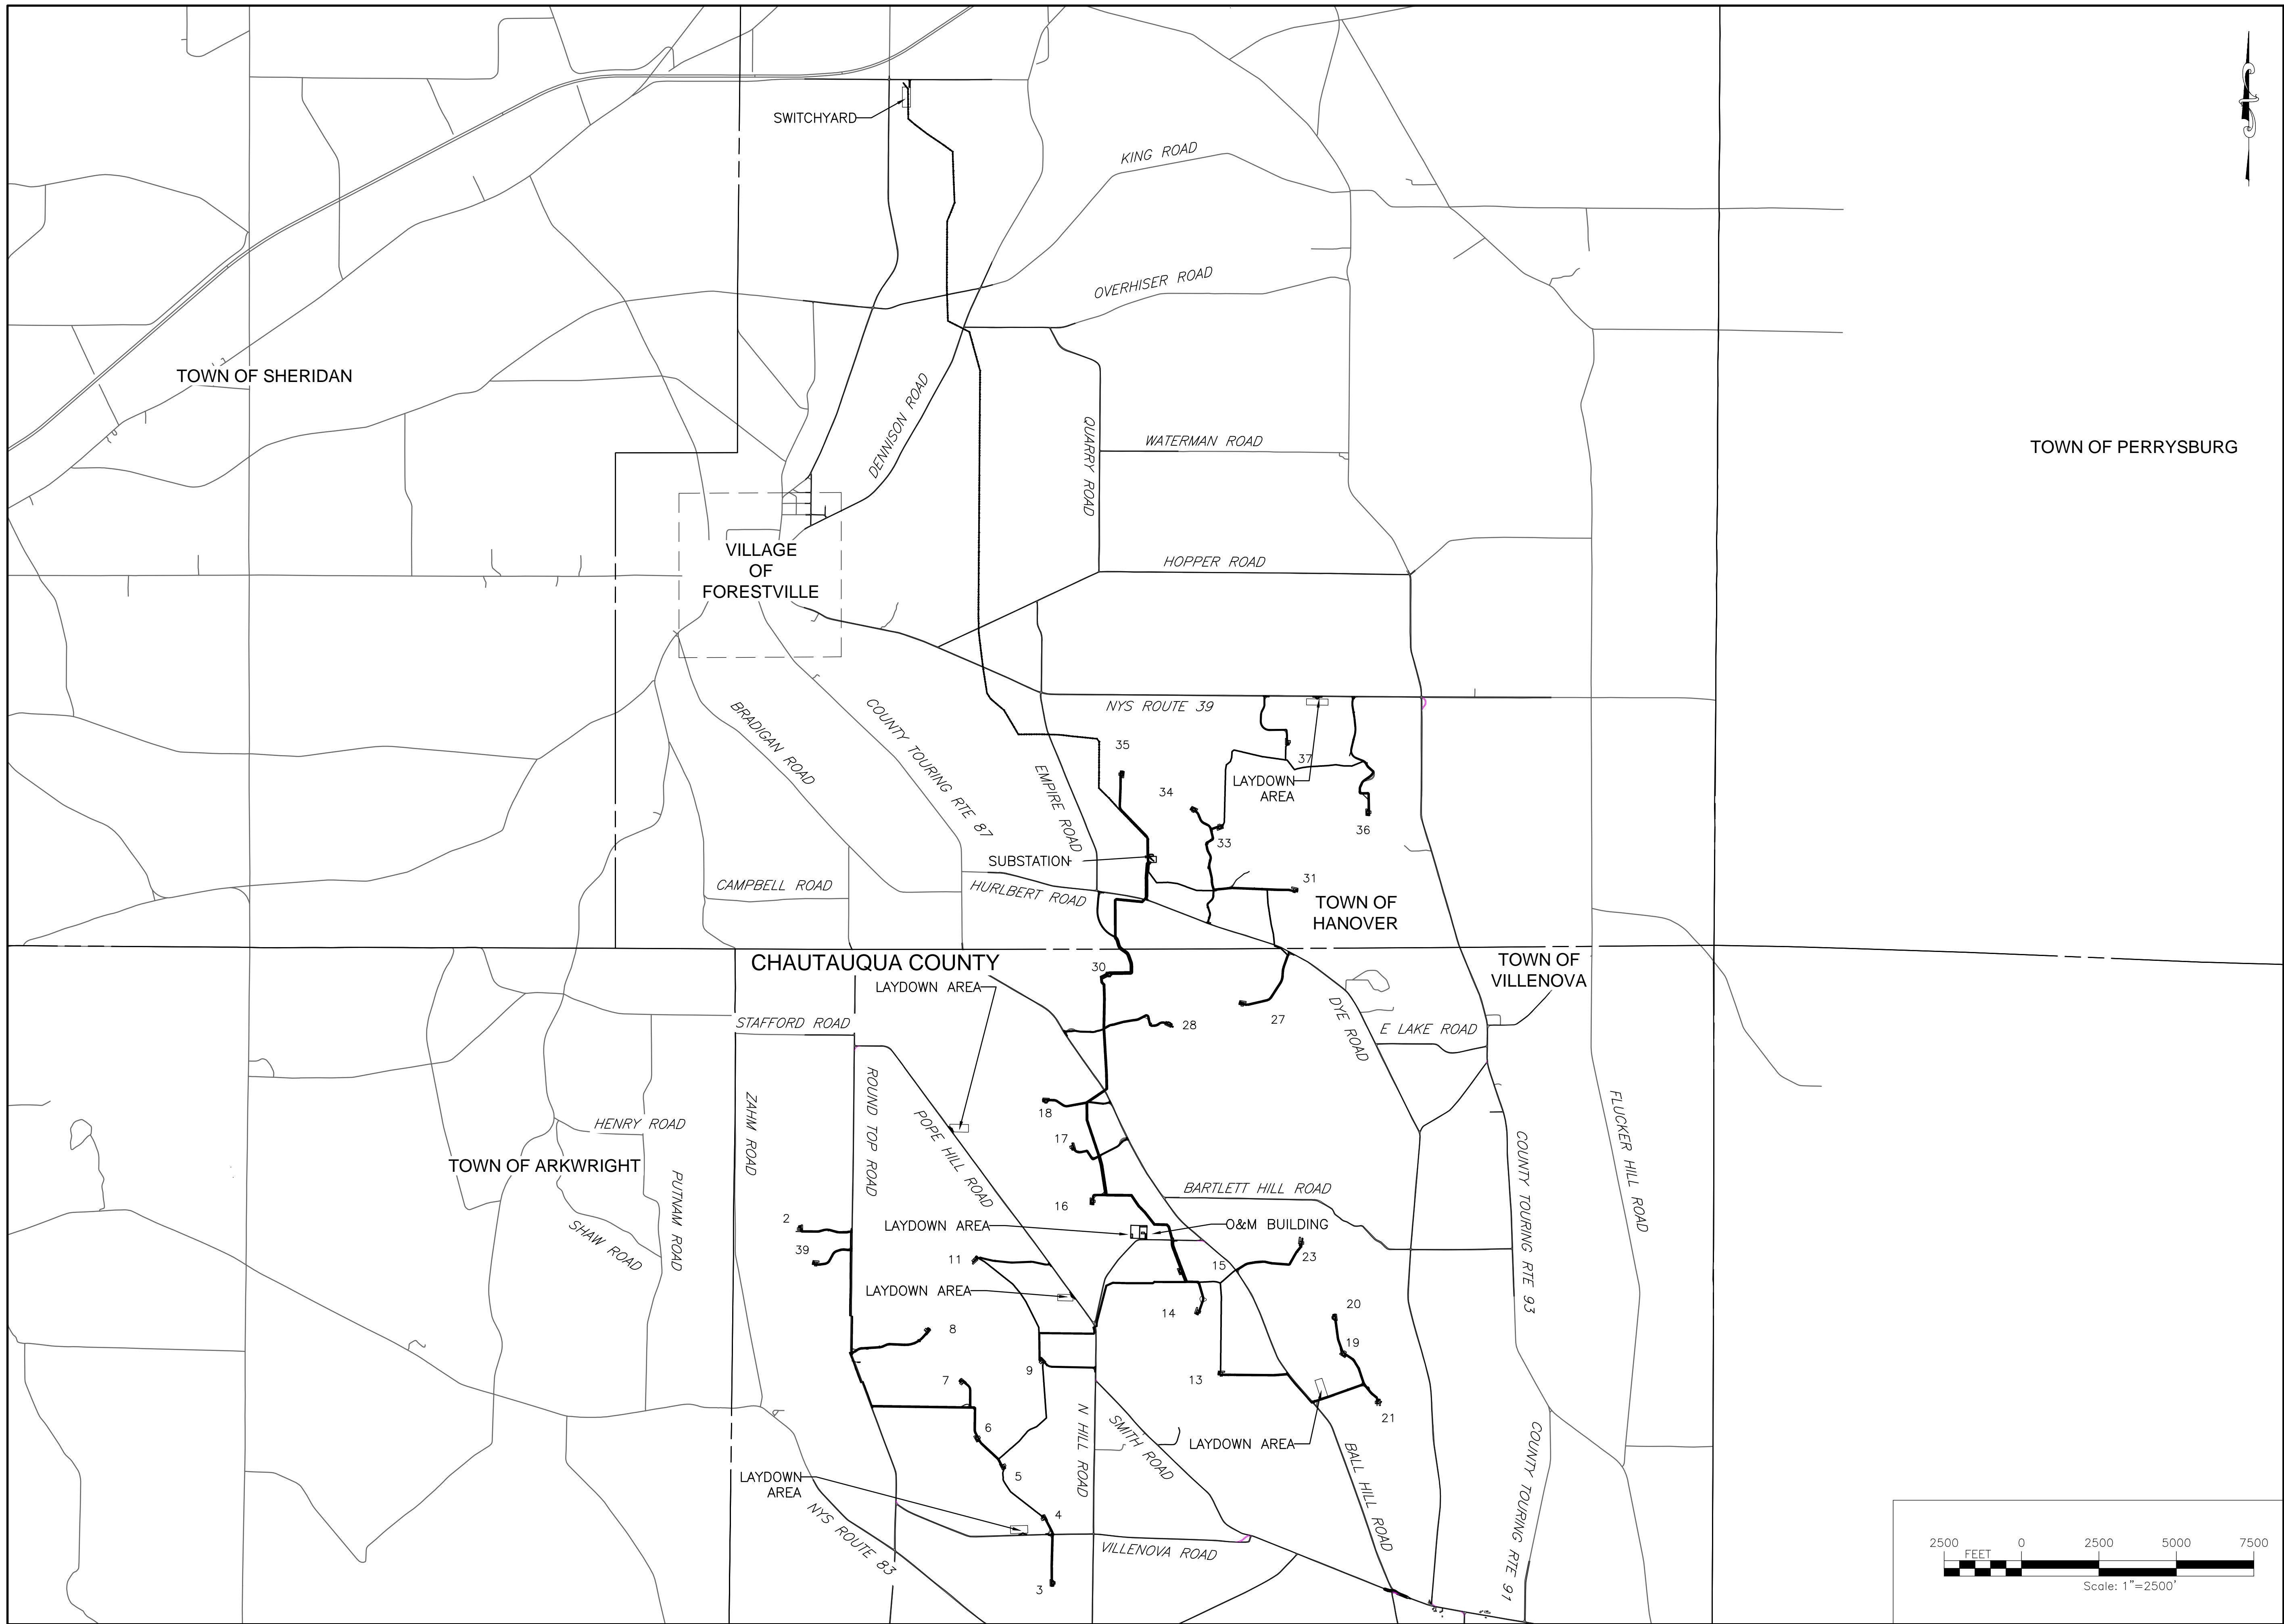 SWITCHYARD
KING ROAD
OVERHISER ROAD
TOWN OF SHERIDAN
DENNISON ROAD
QUARRY ROAD
WATERMAN ROAD
TOWN OF PERRYSBURG
VILLAGE
OF
FORESTVILLE
HOPPER ROAD
BRADIGAN ROAD
COUNTY TOURING RTE 87
NYS ROUTE 39
35
EMPIRE ROAD
37
LAYDOWN
AREA
34
33
36
SUBSTATION
CAMPBELL ROAD
HURLBERT ROAD
31
TOWN OF
HANOVER
CHAUTAUQUA COUNTY
LAYDOWN AREA
30
TOWN OF
VILLENOVA
STAFFORD ROAD
28
27
DYE ROAD
E LAKE ROAD
HENRY ROAD
TOWN OF ARKWRIGHT
PUTNAM ROAD
SHAW ROAD
ZAHM ROAD
ROUND TOP ROAD
POPE HILL ROAD
18
17
16
BARTLETT HILL ROAD
COUNTY TOURING RTE 93
FLUCKER HILL ROAD
2
39
LAYDOWN AREA
O&M BUILDING
11
15
23
LAYDOWN AREA
14
8
20
19
7
9
13
21
6
N HILL ROAD
SMITH ROAD
LAYDOWN AREA
BALL HILL ROAD
COUNTY TOURING RTE 91
5
LAYDOWN
AREA
NYS ROUTE 83
4
VILLENOVA ROAD
3
2500 0 2500 5000 7500
FEET
Scale: 1"=2500'